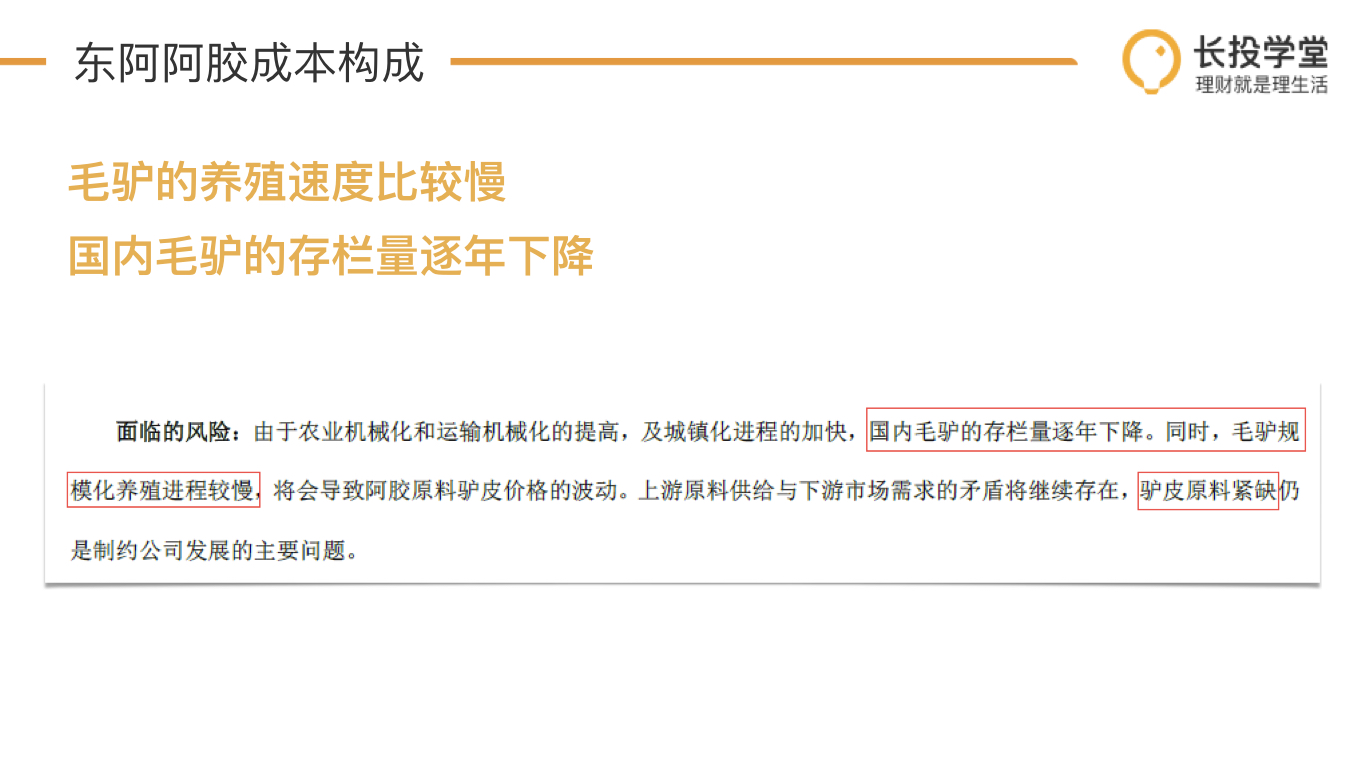 东阿阿胶成本构成
长投学堂
理财就是理生活
毛驴的养殖速度比较慢
国内毛驴的存栏量逐年下降
面临的风险：由于农业机械化和运输机械化的提高，及城镇化进程的加快，国内毛驴的存栏量逐年下降。同时，毛驴规
模化养殖进程较慢，将会导致阿胶原料驴皮价格的波动。上游原料供给与下游市场需求的矛盾将继续存在，驴皮原料紧缺仍
是制约公司发展的主要问题。